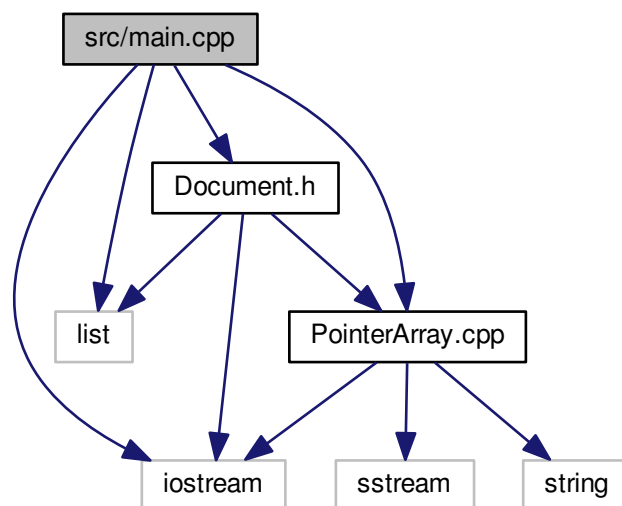 src/main.cpp
Document.h
list
PointerArray.cpp
iostream
sstream
string